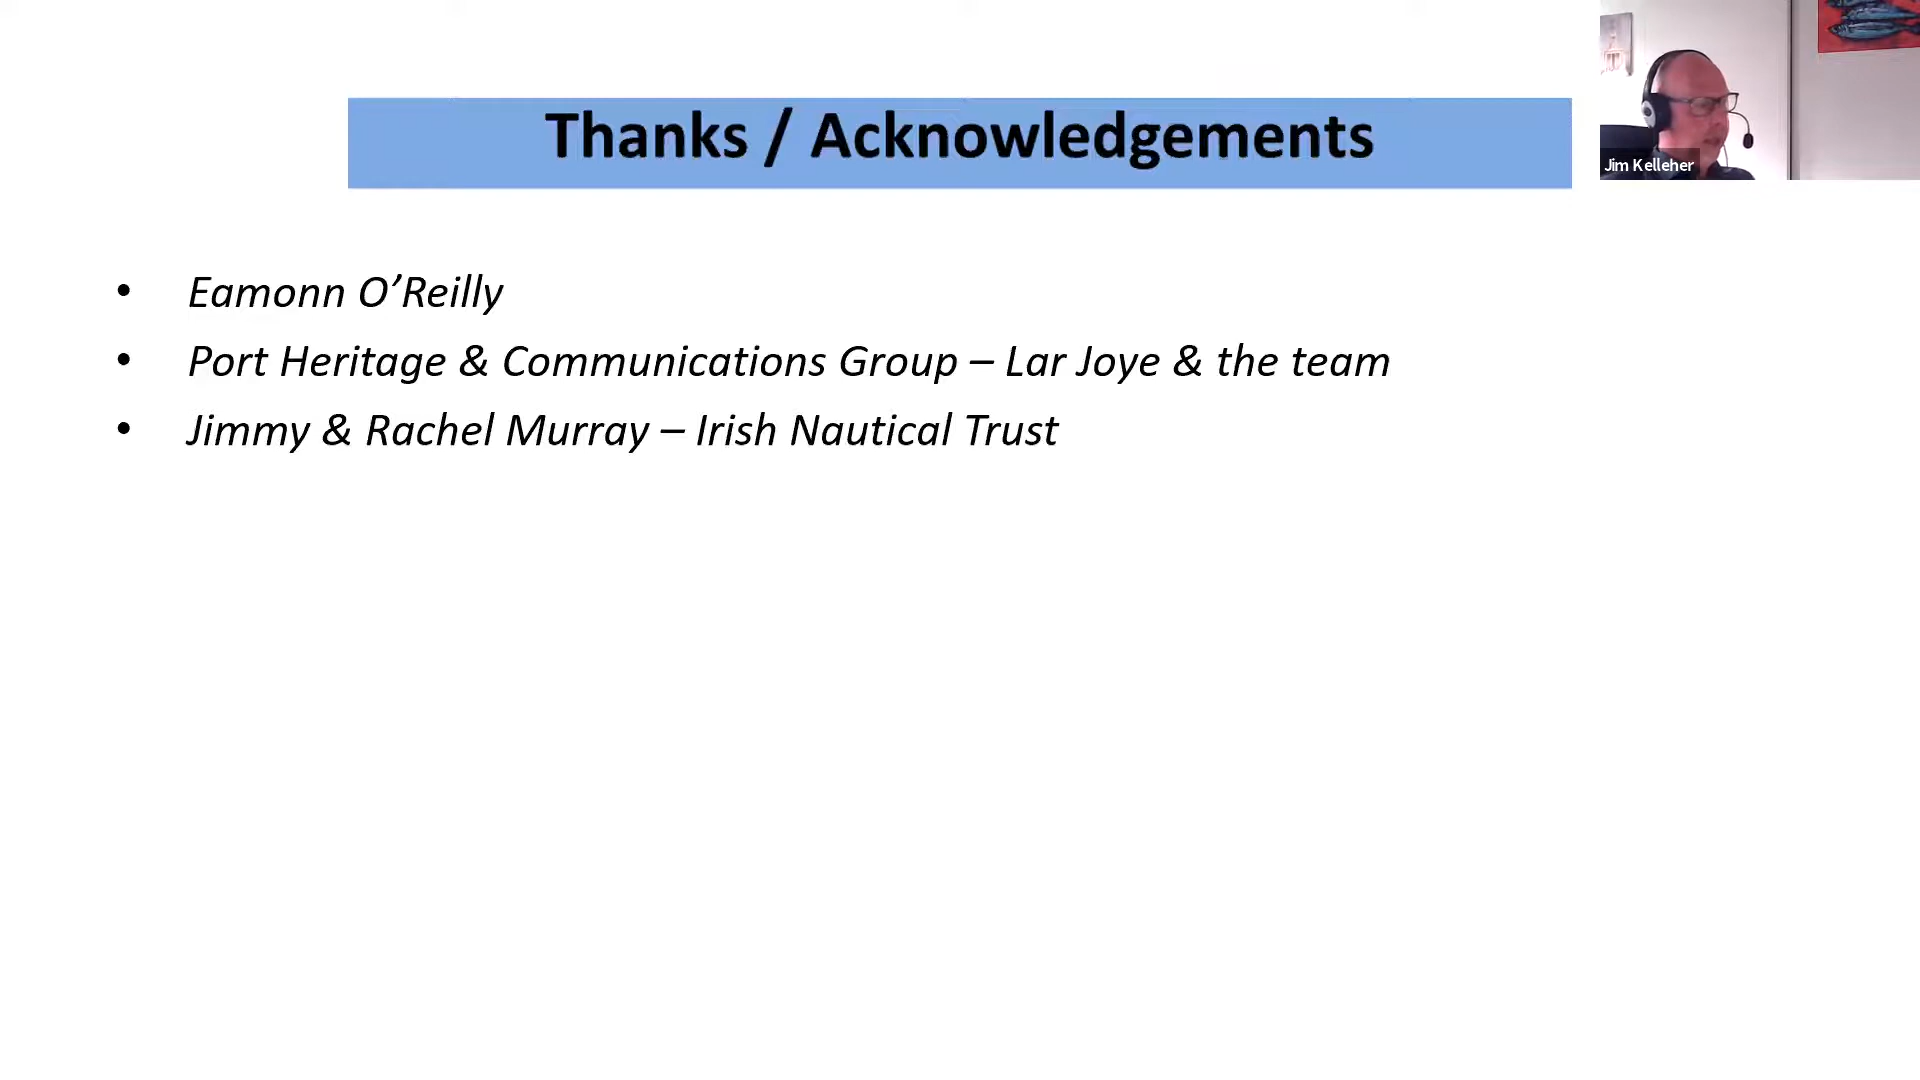 Thanks / Acknowledgements
Jim Kelleher
• Eamonn O’Reilly
• Port Heritage & Communications Group – Lar Joye & the team
• Jimmy & Rachel Murray – Irish Nautical Trust